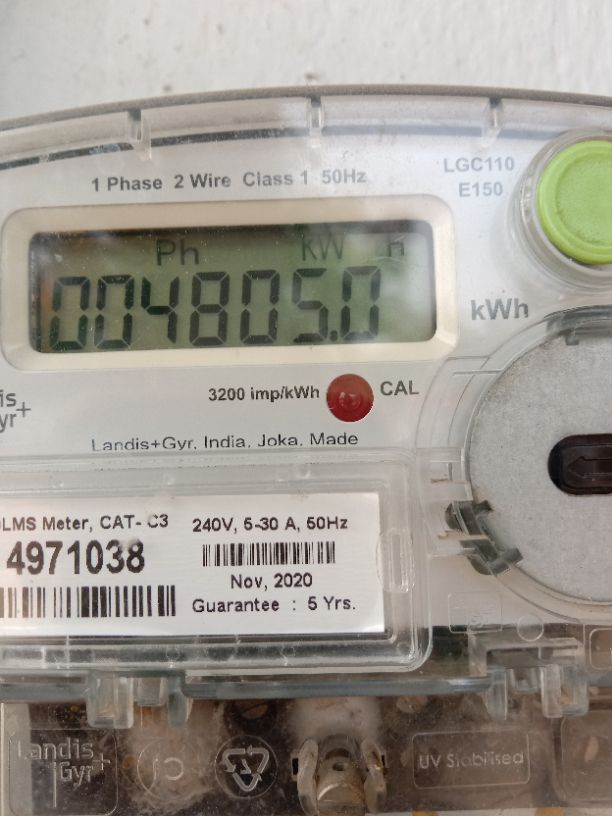 1 Phase 2 Wire Class 1 50Hz
LGC110
E150
Ph kW h
004805.0
kWh
3200 imp/kWh CAL
Landis+Gyr, India, Joka, Made
LMS Meter, CAT- C3
4971038
240V, 5-30 A, 50Hz
Nov, 2020
Guarantee : 5 Yrs.
Landis
Gyr+
UV Stabilised